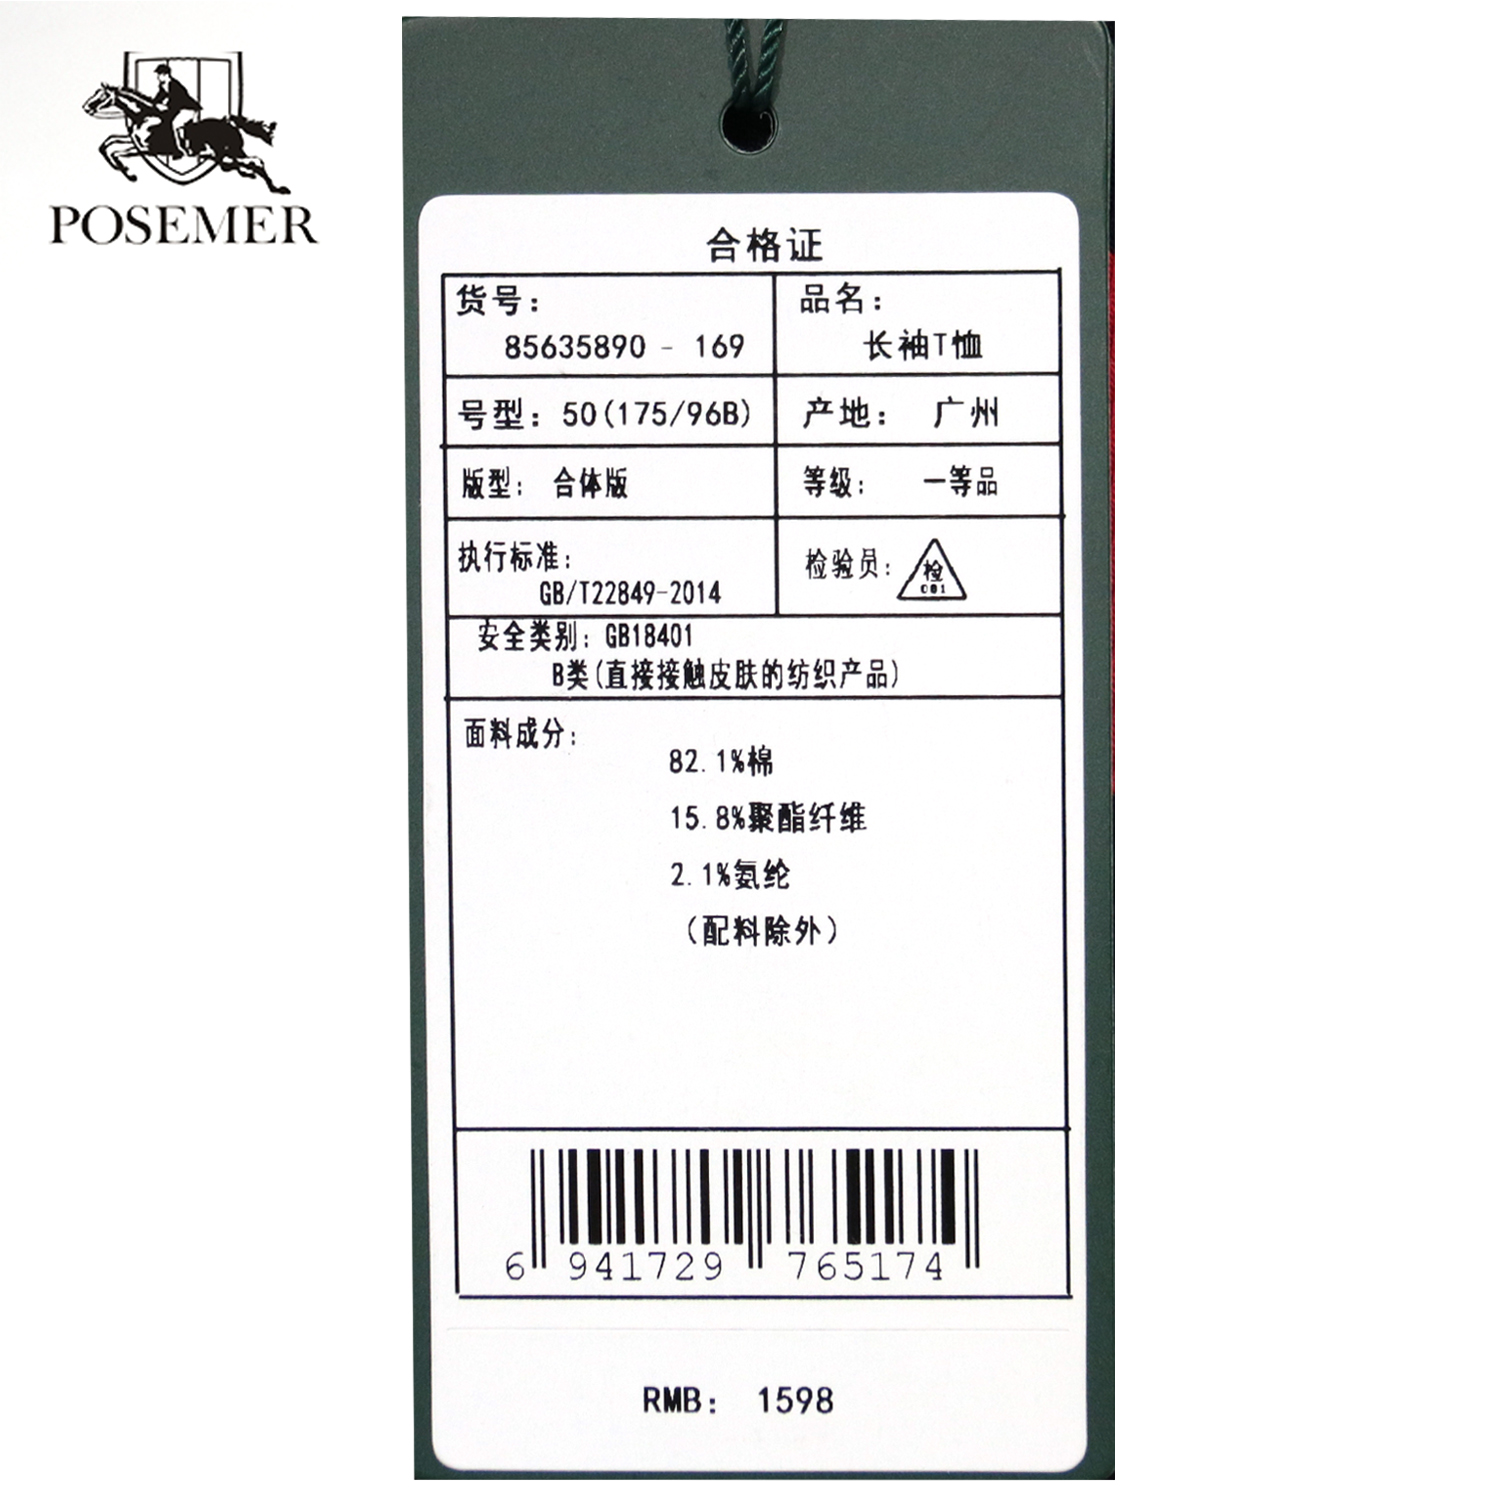 POSEMER
合格证
货号：
85635890 - 169
品名：
长袖T恤
号型：50(175/96B)
产地： 广州
版型： 合体版
等级： 一等品
执行标准：
GB/T22849-2014
检验员：
检
001
安全类别：GB18401
B类(直接接触皮肤的纺织产品)
面料成分：
82.1%棉
15.8%聚酯纤维
2.1%氨纶
（配料除外）
6 941729 765174
RMB： 1598